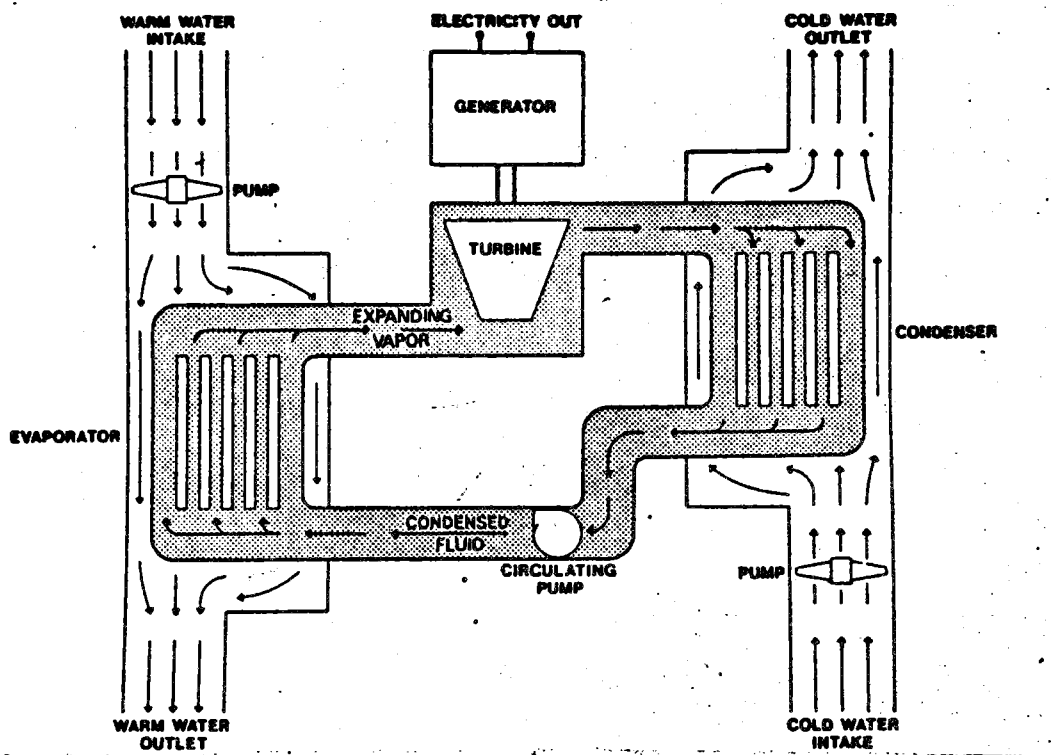 WARM WATER
INTAKE
ELECTRICITY OUT
COLD WATER
OUTLET
GENERATOR
PUMP
TURBINE
EXPANDING
VAPOR
CONDENSER
EVAPORATOR
CONDENSED
FLUID
CIRCULATING
PUMP
PUMP
WARM WATER
OUTLET
COLD WATER
INTAKE